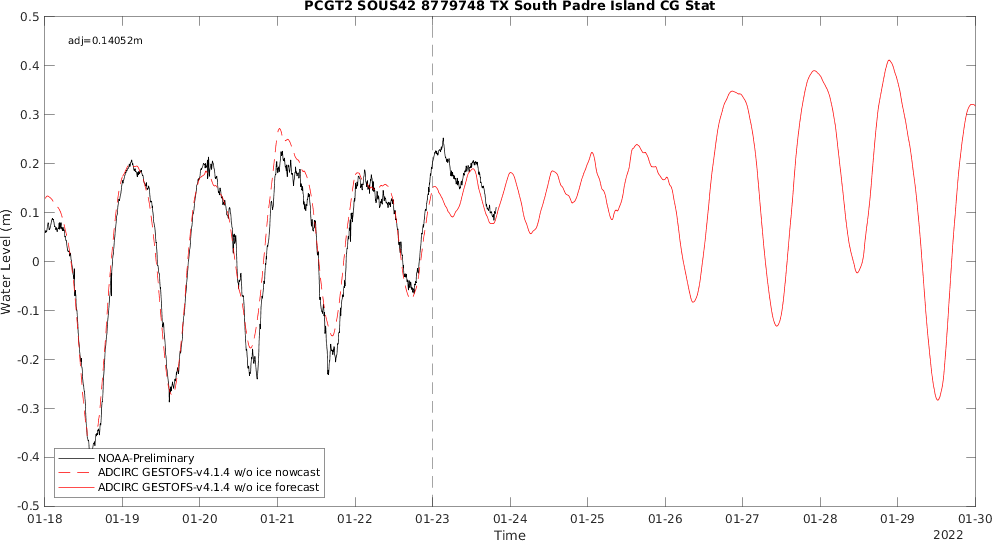 PCGT2 SOUS42 8779748 TX South Padre Island CG Stat
adj=0.14052m
Water Level (m)
0.5
0.4
0.3
0.2
0.1
0
-0.1
-0.2
-0.3
-0.4
-0.5
NOAA-Preliminary
ADCIRC GESTOFS-v4.1.4 w/o ice nowcast
ADCIRC GESTOFS-v4.1.4 w/o ice forecast
01-18 01-19 01-20 01-21 01-22 01-23 01-24 01-25 01-26 01-27 01-28 01-29 01-30
Time
2022